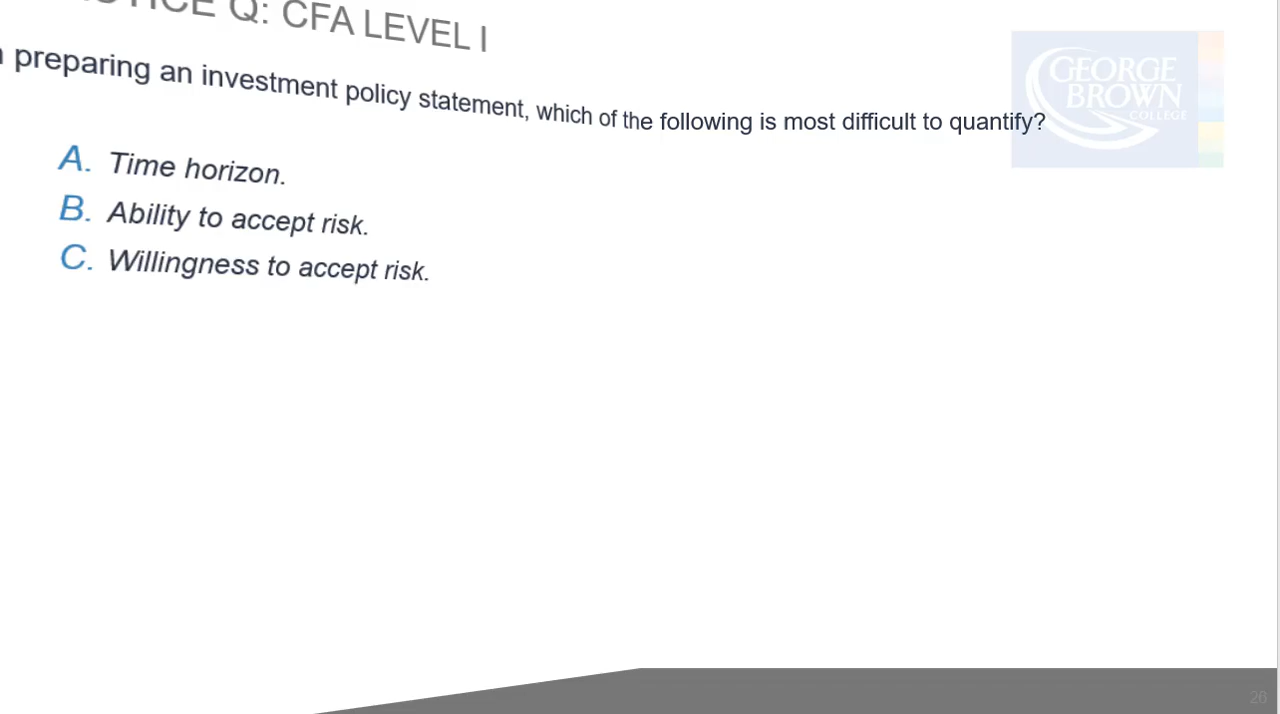 CTICE Q: CFA LEVEL I
preparing an investment policy statement, which of the following is most difficult to quantify?
A. Time horizon.
B. Ability to accept risk.
C. Willingness to accept risk.
GEORGE
BROWN
COLLEGE
26